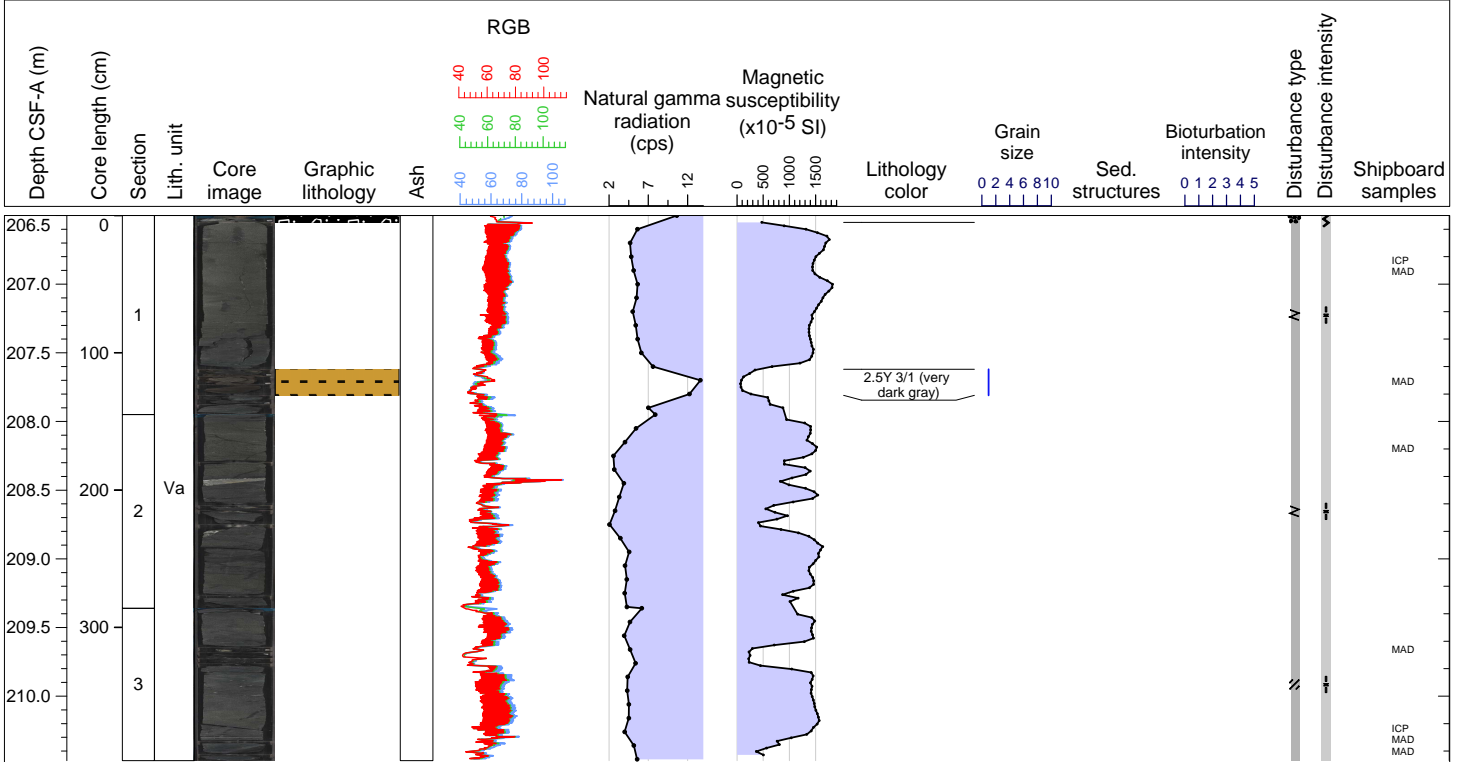 Depth CSF-A (m)
Core length (cm)
Section
Lith. unit
Core
image
Graphic
lithology
Ash
RGB
40 60 80 100
40 60 80 100
40 60 80 100
Natural gamma
radiation
(cps)
2 7 12
Magnetic
susceptibility
(x10-5 SI)
0 500 1000 1500
Lithology
color
Grain
size
0 2 4 6 8 10
Sed.
structures
Bioturbation
intensity
0 1 2 3 4 5
Disturbance type
Disturbance intensity
Shipboard
samples
206.5
0
ICP
MAD
207.0
1
207.5
100
2.5Y 3/1 (very
dark gray)
MAD
208.0
MAD
208.5
200
Va
2
209.0
209.5
300
MAD
3
210.0
ICP
MAD
MAD